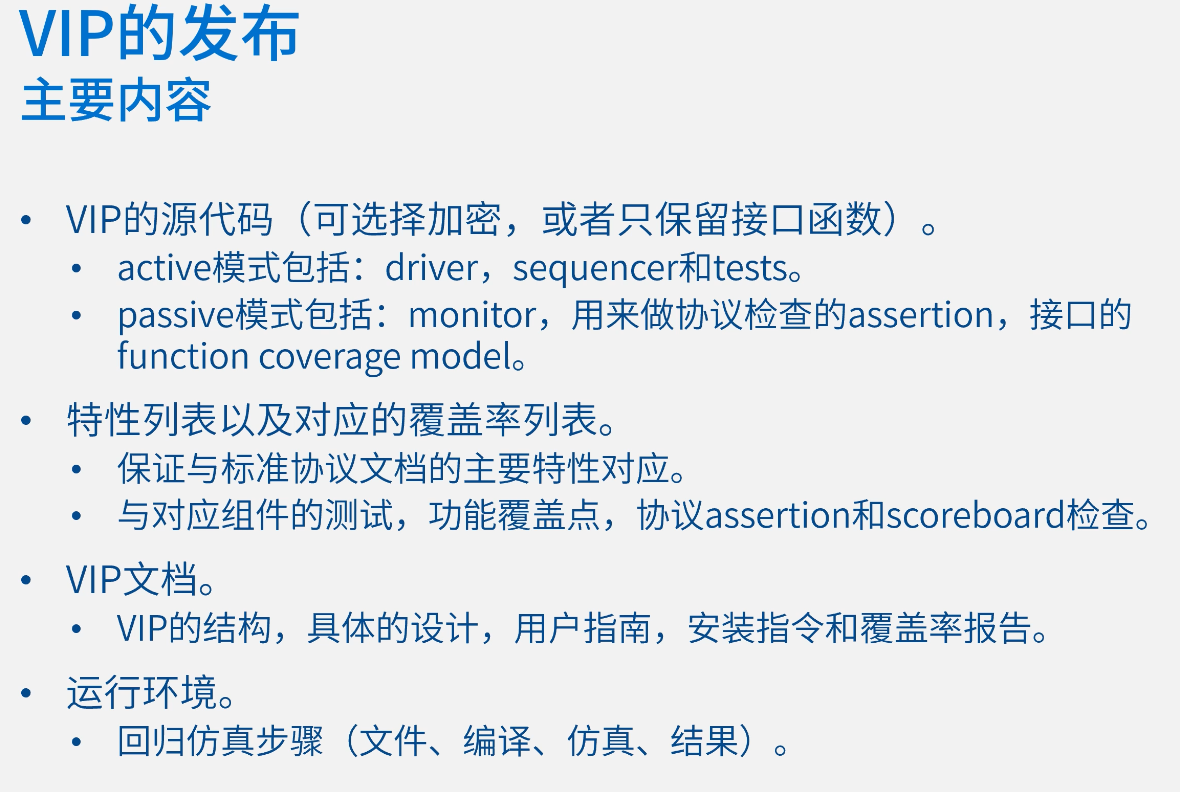 VIP的发布
主要内容
• VIP的源代码（可选择加密，或者只保留接口函数）。
• active模式包括：driver，sequencer和tests。
• passive模式包括：monitor，用来做协议检查的assertion，接口的
function coverage model。
• 特性列表以及对应的覆盖率列表。
• 保证与标准协议文档的主要特性对应。
• 与对应组件的测试，功能覆盖点，协议assertion和scoreboard检查。
• VIP文档。
• VIP的结构，具体的设计，用户指南，安装指令和覆盖率报告。
• 运行环境。
• 回归仿真步骤（文件、编译、仿真、结果）。